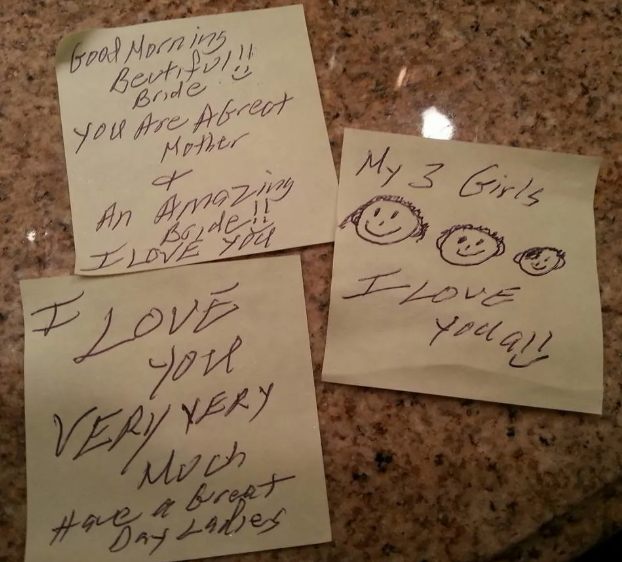 Good Morning
Beutiful!!
Bride
You Are A Great
Mother
+
An Amazing
Bride!!
I LOVE YOU
My 3 Girls
I LOVE
you all
I LOVE
YOU
VERY VERY
Much
Have a Great
Day Ladies